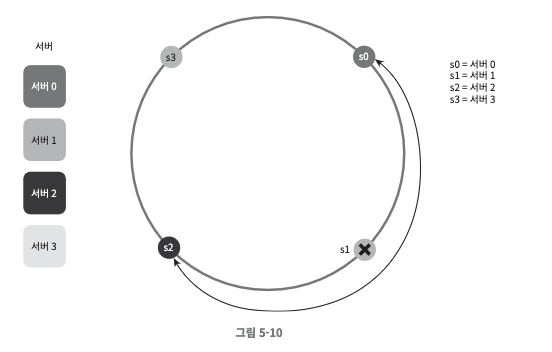 서버
서버 0
서버 1
서버 2
서버 3
s3
s0
s2
s1
s0 = 서버 0
s1 = 서버 1
s2 = 서버 2
s3 = 서버 3
그림 5-10